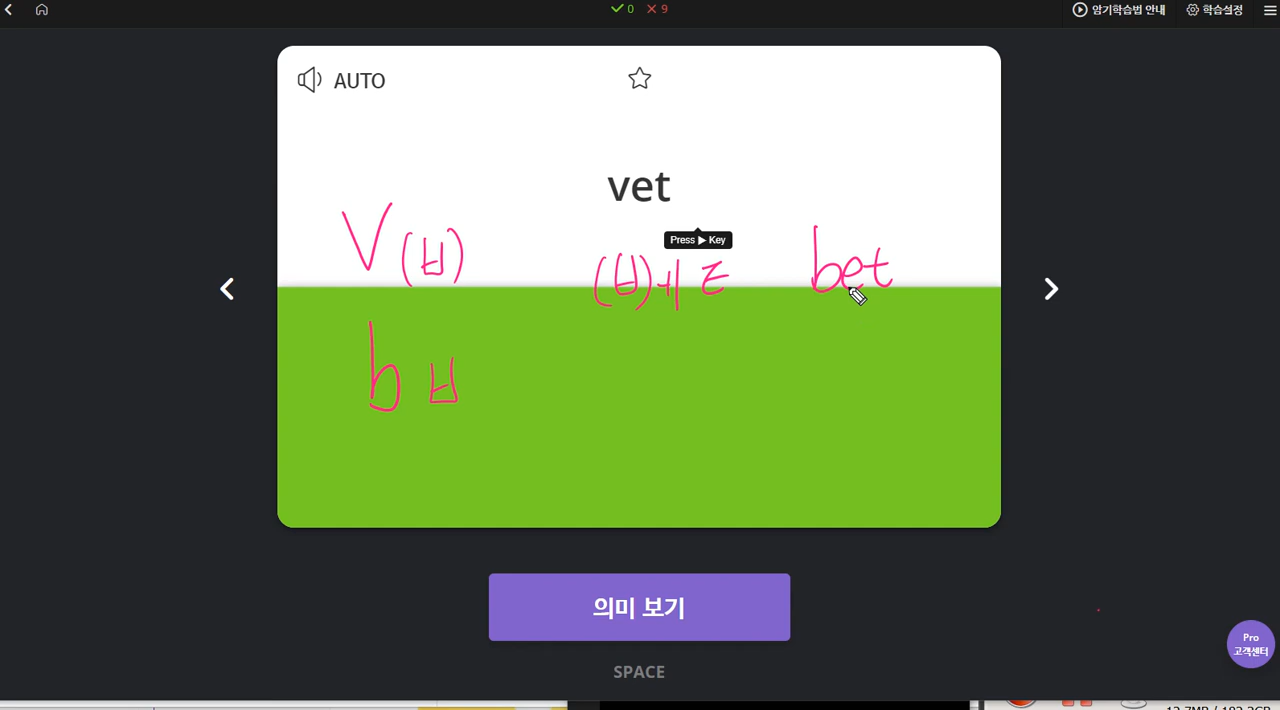 0 9 암기학습법 안내 학습설정
AUTO
vet
Press ▶ Key
V (ㅂ) (ㅂ)ㅔㅌ bet
b ㅂ
의미 보기
SPACE
Pro
고객센터